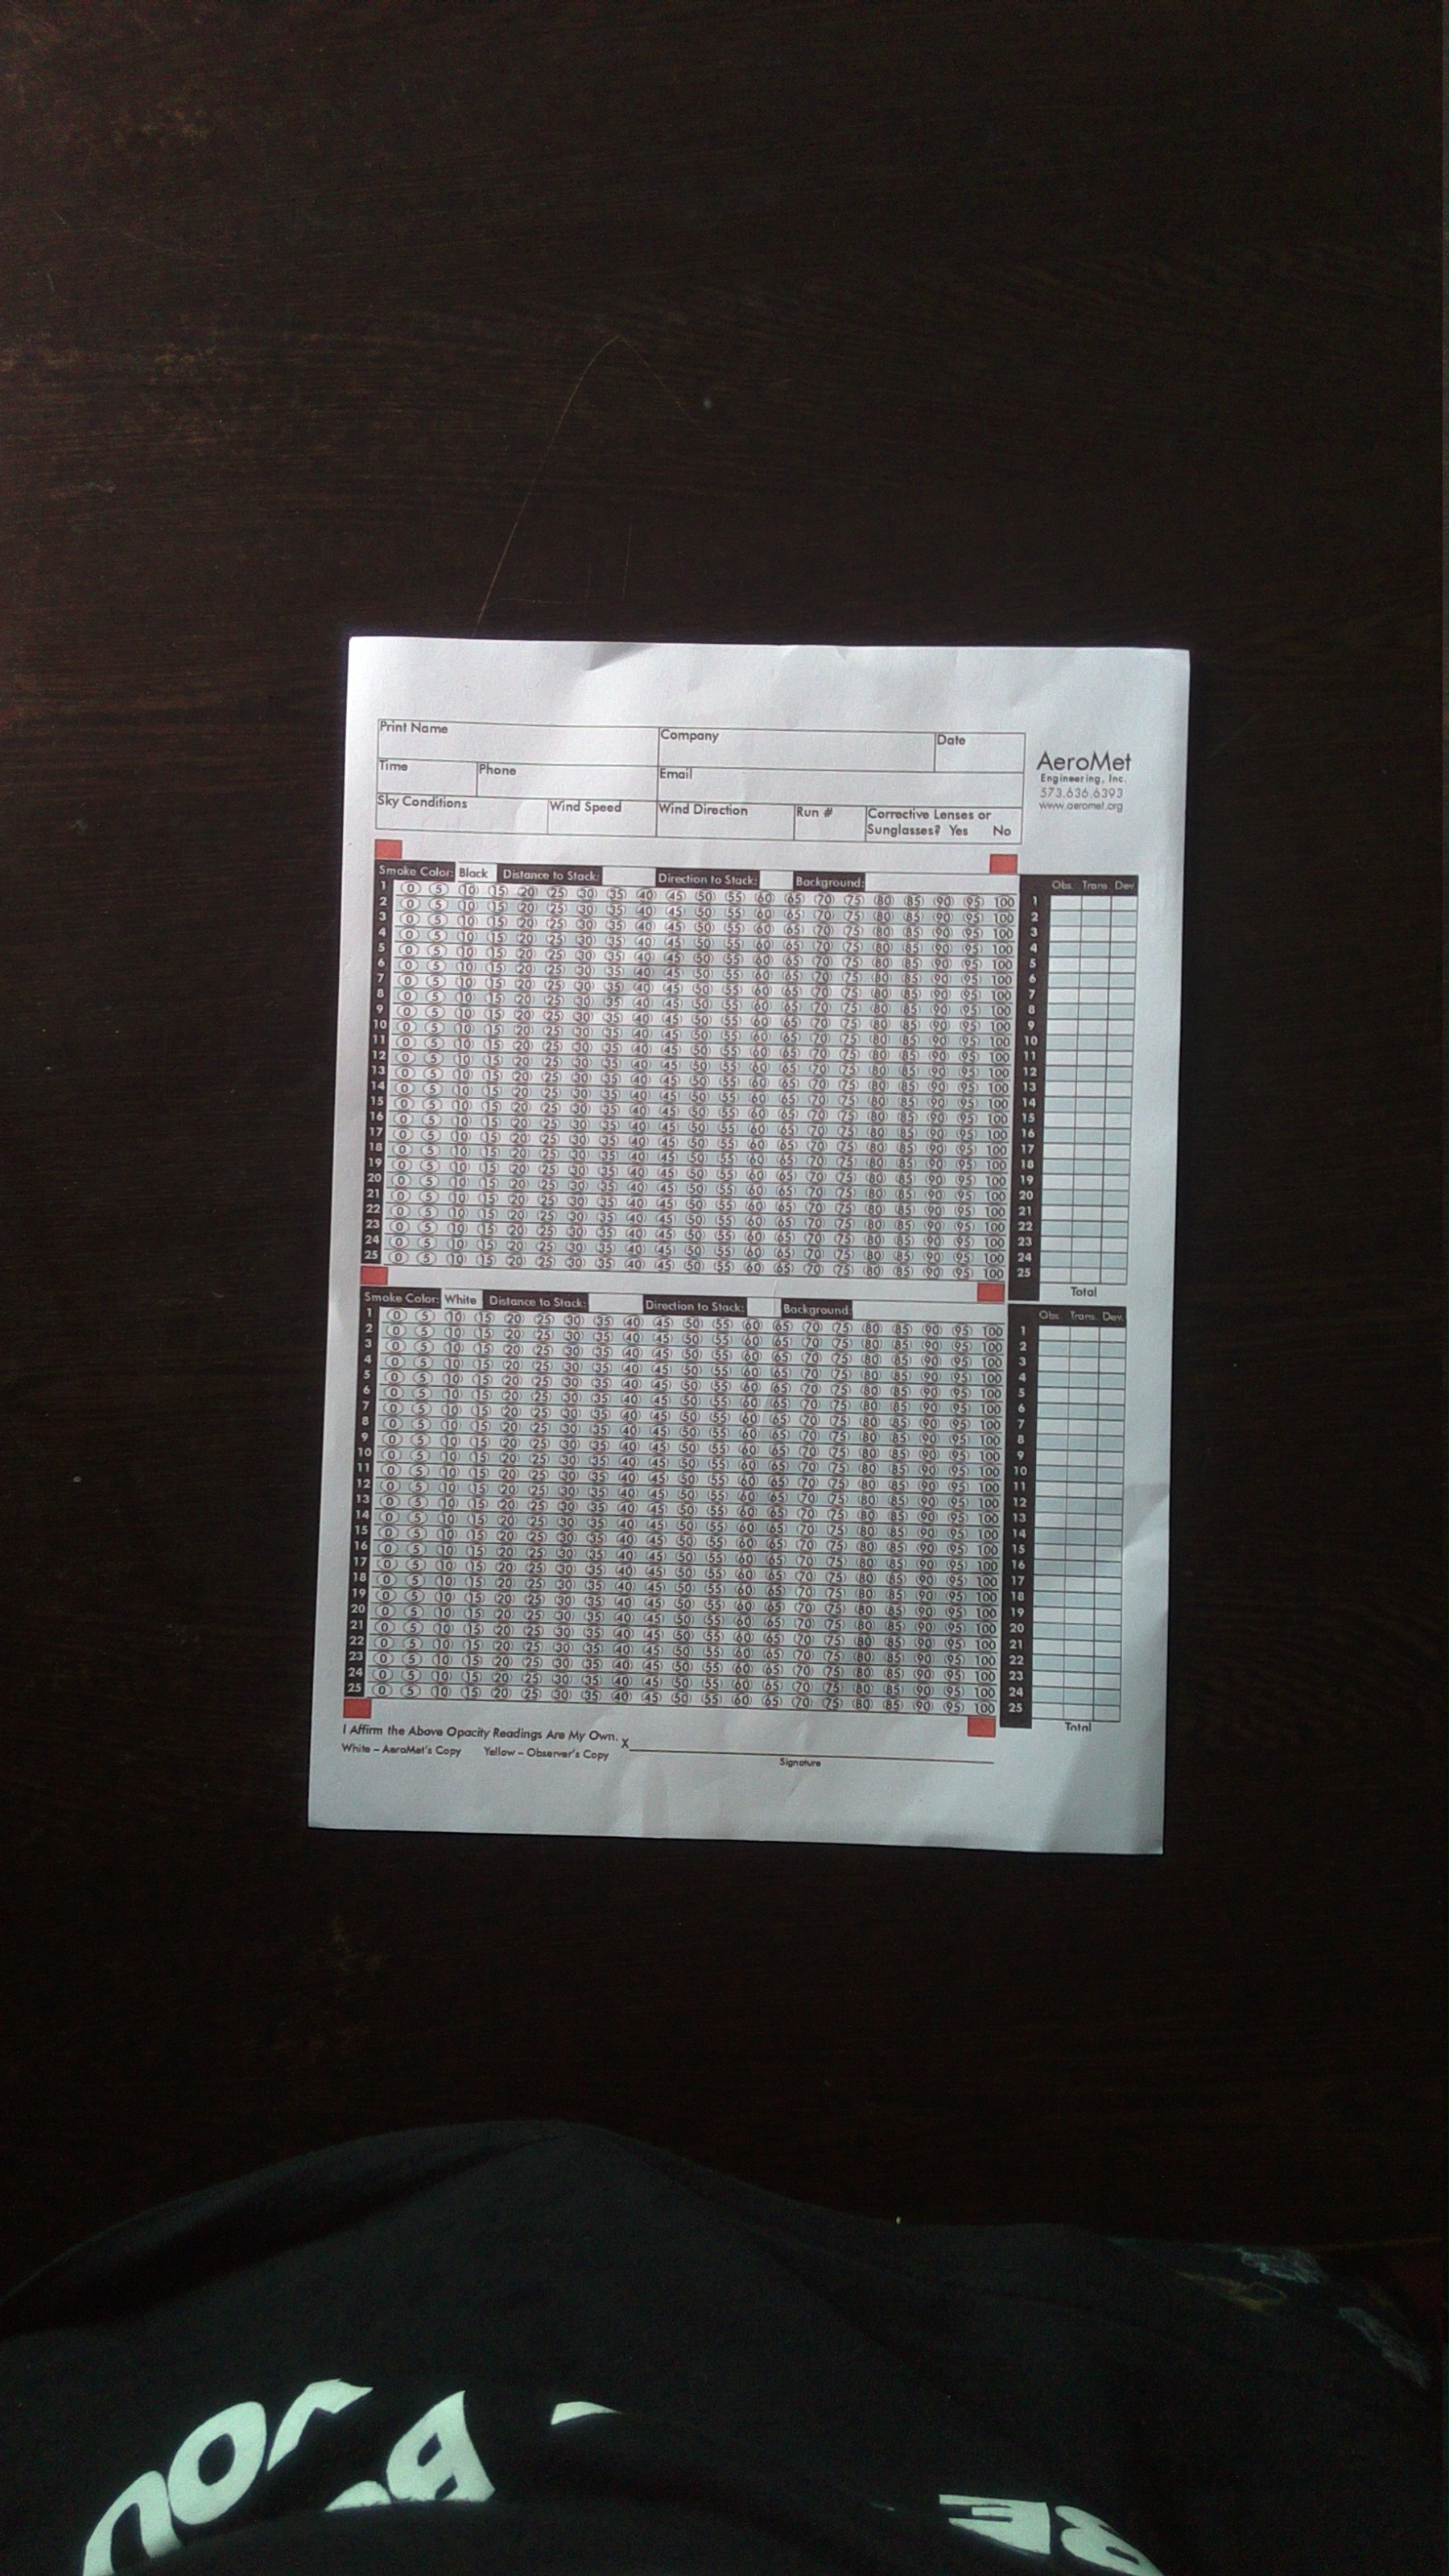 Print Name Company Date
Time Phone Email
Sky Conditions Wind Speed Wind Direction Run # Corrective Lenses or Sunglasses? Yes No
AeroMet
Engineering, Inc.
573.636.6393
www.aeromet.org
Smoke Color: Black Distance to Stack: Direction to Stack: Background: Obs. Trans. Dev.
1 0 5 10 15 20 25 30 35 40 45 50 55 60 65 70 75 80 85 90 95 100 1
2 0 5 10 15 20 25 30 35 40 45 50 55 60 65 70 75 80 85 90 95 100 2
3 0 5 10 15 20 25 30 35 40 45 50 55 60 65 70 75 80 85 90 95 100 3
4 0 5 10 15 20 25 30 35 40 45 50 55 60 65 70 75 80 85 90 95 100 4
5 0 5 10 15 20 25 30 35 40 45 50 55 60 65 70 75 80 85 90 95 100 5
6 0 5 10 15 20 25 30 35 40 45 50 55 60 65 70 75 80 85 90 95 100 6
7 0 5 10 15 20 25 30 35 40 45 50 55 60 65 70 75 80 85 90 95 100 7
8 0 5 10 15 20 25 30 35 40 45 50 55 60 65 70 75 80 85 90 95 100 8
9 0 5 10 15 20 25 30 35 40 45 50 55 60 65 70 75 80 85 90 95 100 9
10 0 5 10 15 20 25 30 35 40 45 50 55 60 65 70 75 80 85 90 95 100 10
11 0 5 10 15 20 25 30 35 40 45 50 55 60 65 70 75 80 85 90 95 100 11
12 0 5 10 15 20 25 30 35 40 45 50 55 60 65 70 75 80 85 90 95 100 12
13 0 5 10 15 20 25 30 35 40 45 50 55 60 65 70 75 80 85 90 95 100 13
14 0 5 10 15 20 25 30 35 40 45 50 55 60 65 70 75 80 85 90 95 100 14
15 0 5 10 15 20 25 30 35 40 45 50 55 60 65 70 75 80 85 90 95 100 15
16 0 5 10 15 20 25 30 35 40 45 50 55 60 65 70 75 80 85 90 95 100 16
17 0 5 10 15 20 25 30 35 40 45 50 55 60 65 70 75 80 85 90 95 100 17
18 0 5 10 15 20 25 30 35 40 45 50 55 60 65 70 75 80 85 90 95 100 18
19 0 5 10 15 20 25 30 35 40 45 50 55 60 65 70 75 80 85 90 95 100 19
20 0 5 10 15 20 25 30 35 40 45 50 55 60 65 70 75 80 85 90 95 100 20
21 0 5 10 15 20 25 30 35 40 45 50 55 60 65 70 75 80 85 90 95 100 21
22 0 5 10 15 20 25 30 35 40 45 50 55 60 65 70 75 80 85 90 95 100 22
23 0 5 10 15 20 25 30 35 40 45 50 55 60 65 70 75 80 85 90 95 100 23
24 0 5 10 15 20 25 30 35 40 45 50 55 60 65 70 75 80 85 90 95 100 24
25 0 5 10 15 20 25 30 35 40 45 50 55 60 65 70 75 80 85 90 95 100 25
Total
Smoke Color: White Distance to Stack: Direction to Stack: Background: Obs. Trans. Dev.
1 0 5 10 15 20 25 30 35 40 45 50 55 60 65 70 75 80 85 90 95 100 1
2 0 5 10 15 20 25 30 35 40 45 50 55 60 65 70 75 80 85 90 95 100 2
3 0 5 10 15 20 25 30 35 40 45 50 55 60 65 70 75 80 85 90 95 100 3
4 0 5 10 15 20 25 30 35 40 45 50 55 60 65 70 75 80 85 90 95 100 4
5 0 5 10 15 20 25 30 35 40 45 50 55 60 65 70 75 80 85 90 95 100 5
6 0 5 10 15 20 25 30 35 40 45 50 55 60 65 70 75 80 85 90 95 100 6
7 0 5 10 15 20 25 30 35 40 45 50 55 60 65 70 75 80 85 90 95 100 7
8 0 5 10 15 20 25 30 35 40 45 50 55 60 65 70 75 80 85 90 95 100 8
9 0 5 10 15 20 25 30 35 40 45 50 55 60 65 70 75 80 85 90 95 100 9
10 0 5 10 15 20 25 30 35 40 45 50 55 60 65 70 75 80 85 90 95 100 10
11 0 5 10 15 20 25 30 35 40 45 50 55 60 65 70 75 80 85 90 95 100 11
12 0 5 10 15 20 25 30 35 40 45 50 55 60 65 70 75 80 85 90 95 100 12
13 0 5 10 15 20 25 30 35 40 45 50 55 60 65 70 75 80 85 90 95 100 13
14 0 5 10 15 20 25 30 35 40 45 50 55 60 65 70 75 80 85 90 95 100 14
15 0 5 10 15 20 25 30 35 40 45 50 55 60 65 70 75 80 85 90 95 100 15
16 0 5 10 15 20 25 30 35 40 45 50 55 60 65 70 75 80 85 90 95 100 16
17 0 5 10 15 20 25 30 35 40 45 50 55 60 65 70 75 80 85 90 95 100 17
18 0 5 10 15 20 25 30 35 40 45 50 55 60 65 70 75 80 85 90 95 100 18
19 0 5 10 15 20 25 30 35 40 45 50 55 60 65 70 75 80 85 90 95 100 19
20 0 5 10 15 20 25 30 35 40 45 50 55 60 65 70 75 80 85 90 95 100 20
21 0 5 10 15 20 25 30 35 40 45 50 55 60 65 70 75 80 85 90 95 100 21
22 0 5 10 15 20 25 30 35 40 45 50 55 60 65 70 75 80 85 90 95 100 22
23 0 5 10 15 20 25 30 35 40 45 50 55 60 65 70 75 80 85 90 95 100 23
24 0 5 10 15 20 25 30 35 40 45 50 55 60 65 70 75 80 85 90 95 100 24
25 0 5 10 15 20 25 30 35 40 45 50 55 60 65 70 75 80 85 90 95 100 25
Total
I Affirm the Above Opacity Readings Are My Own. X
White – AeroMet's Copy Yellow – Observer's Copy Signature